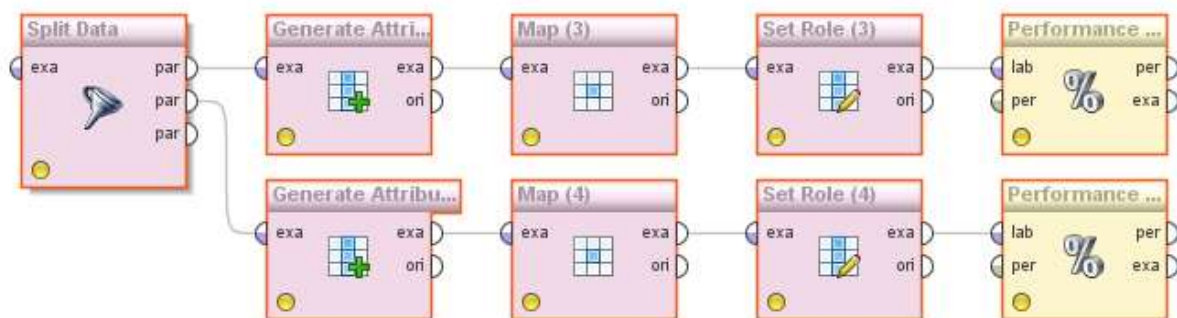 Split Data
exa par
par
par
Generate Attri...
exa exa
ori
Map (3)
exa exa
ori
Set Role (3)
exa exa
ori
Performance ...
lab per
per exa
%
Generate Attribu...
exa exa
ori
Map (4)
exa exa
ori
Set Role (4)
exa exa
ori
Performance ...
lab per
per exa
%